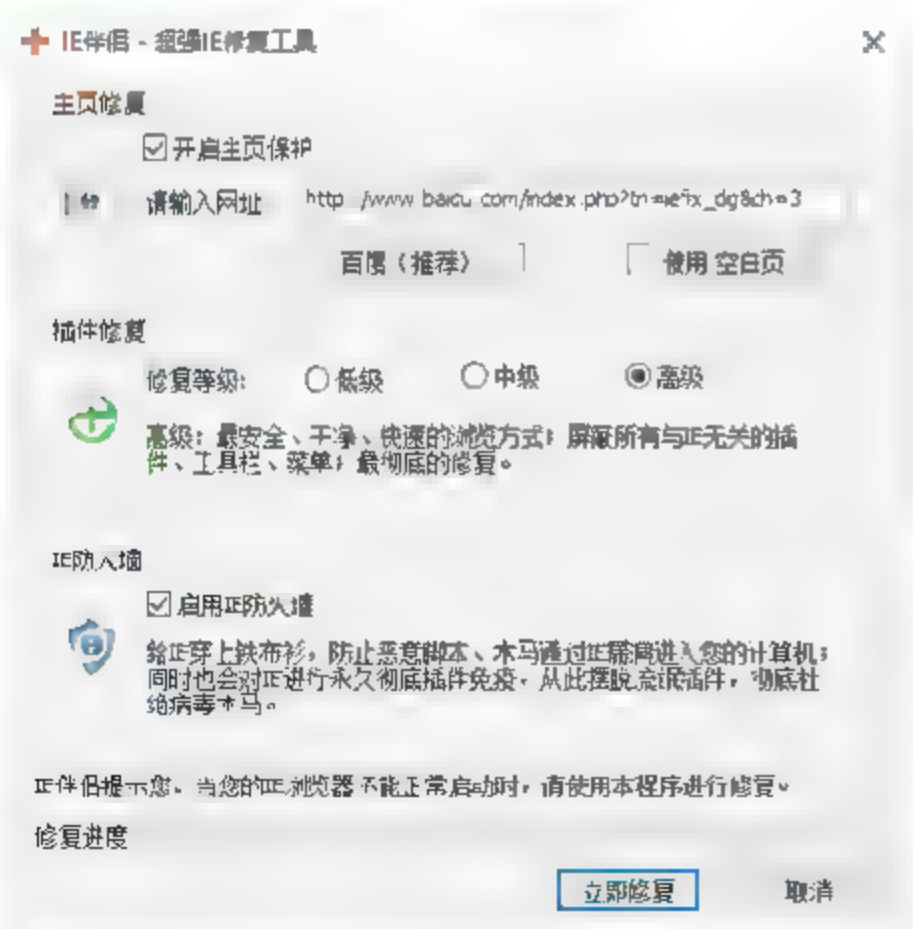 IE伴侣 - 超强IE修复工具
主页修复
开启主页保护
请输入网址 http //www baidu com/index.php?tn=iefix_dg&ch=3
百度（推荐） 使用 空白页
插件修复
修复等级: 低级 中级 高级
高级：最安全、干净、快速的浏览方式；屏蔽所有与IE无关的插
件、工具栏、菜单；最彻底的修复。
IE防火墙
启用IE防火墙
给IE穿上铁布衫，防止恶意脚本、木马通过IE漏洞进入您的计算机；
同时也会对IE进行永久彻底插件免疫，从此摆脱流氓插件，彻底杜
绝病毒木马。
IE伴侣提示您，当您的IE浏览器不能正常启动时，请使用本程序进行修复。
修复进度
立即修复 取消